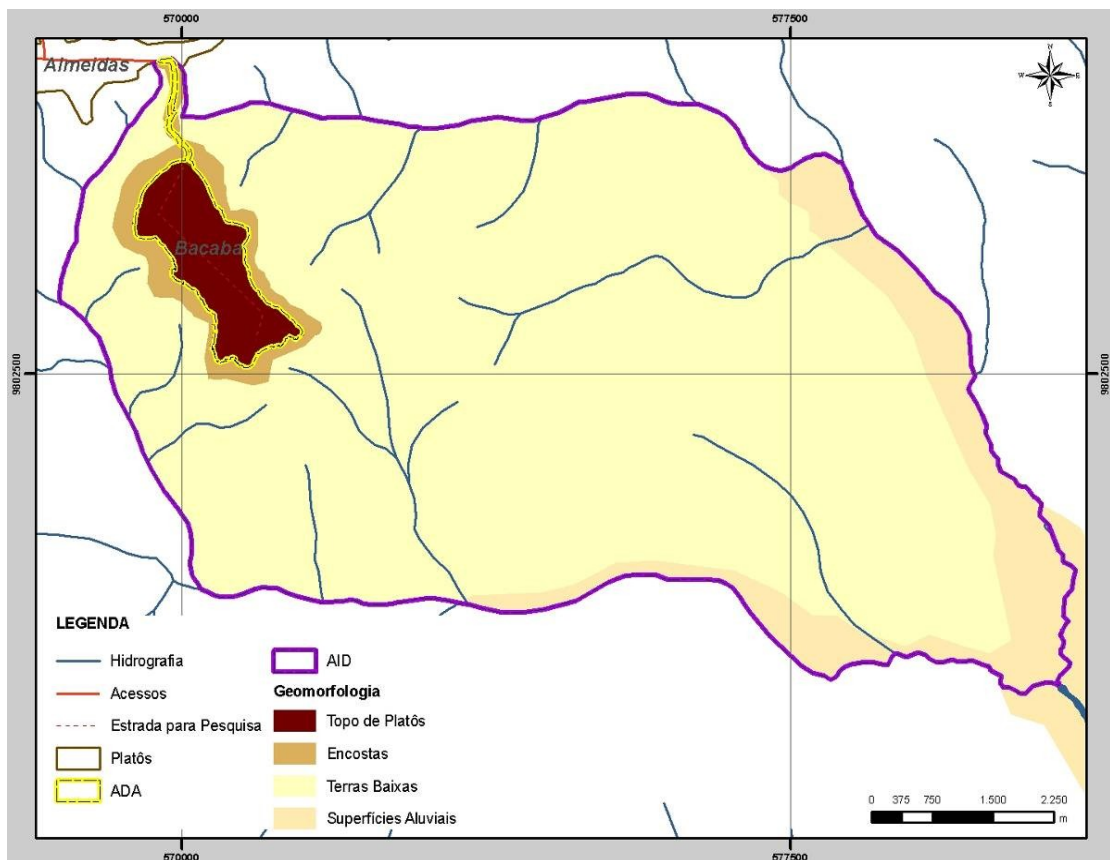 570000
577500
Almeidas
N
W
E
S
Bacaba
9802500
9802500
LEGENDA
Hidrografia
Acessos
Estrada para Pesquisa
Platôs
ADA
AID
Geomorfologia
Topo de Platôs
Encostas
Terras Baixas
Superfícies Aluviais
0 375 750 1.500 2.250
m
570000
577500